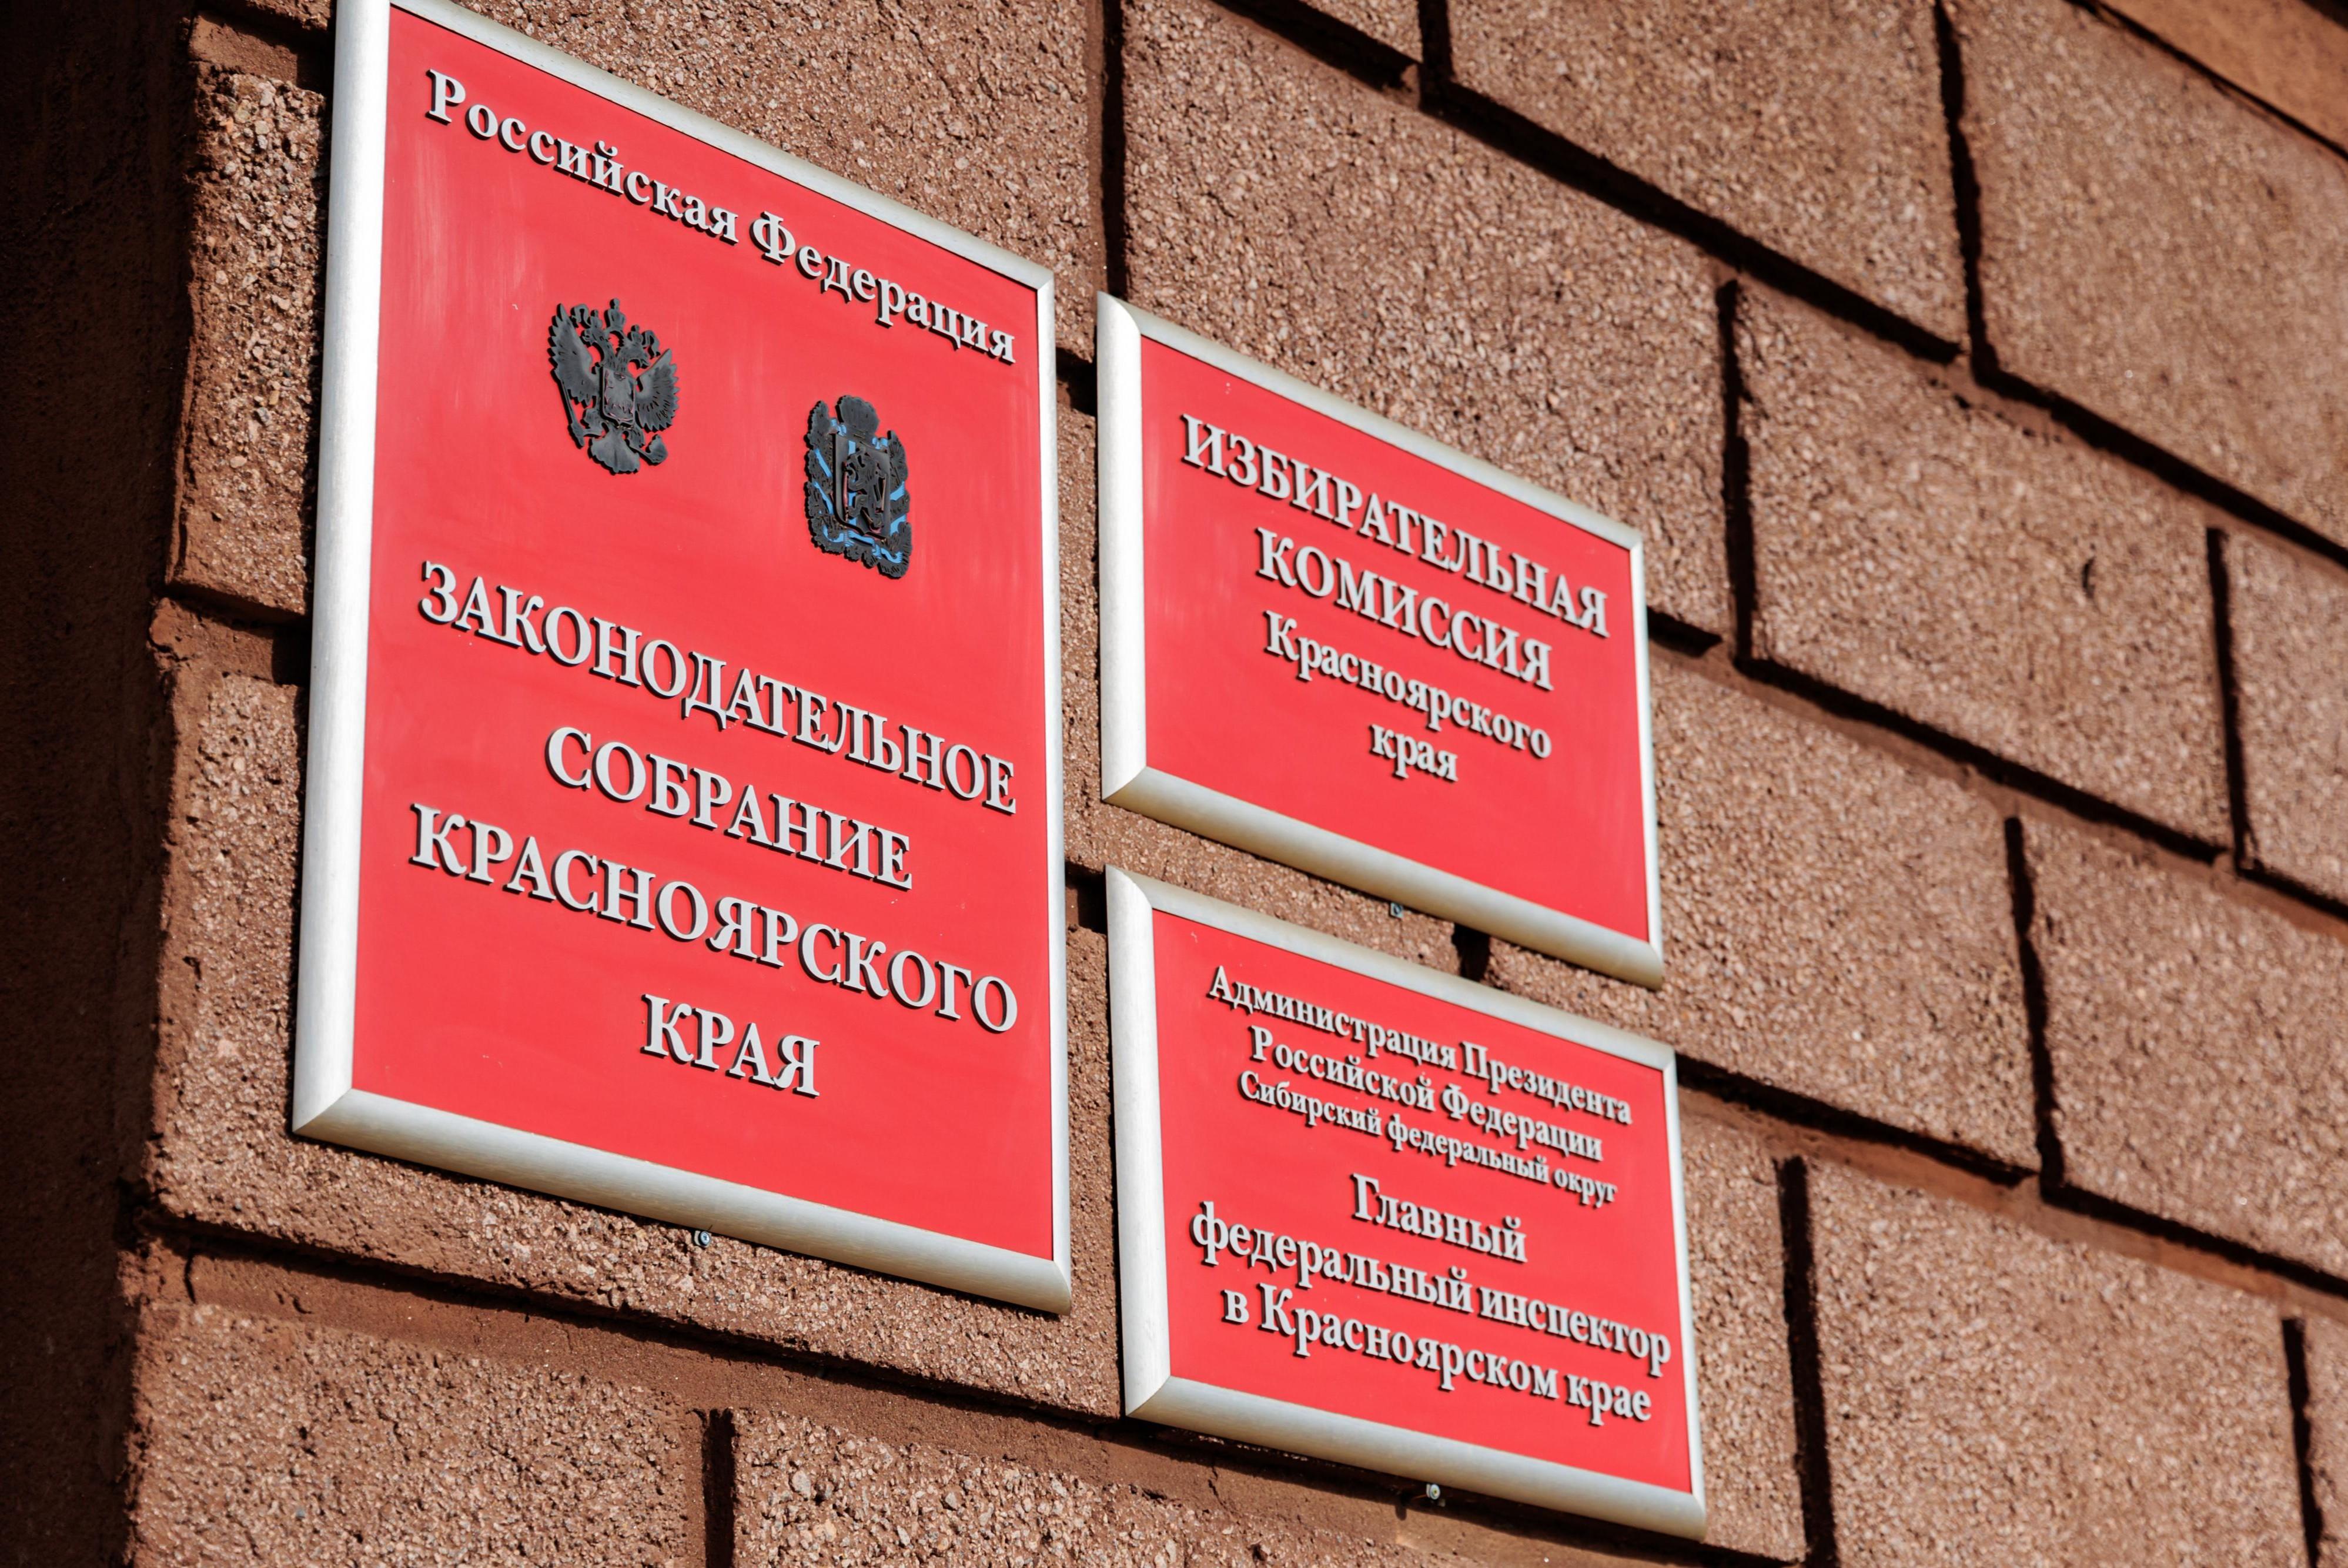 Российская Федерация
ЗАКОНОДАТЕЛЬНОЕ
СОБРАНИЕ
КРАСНОЯРСКОГО
КРАЯ
ИЗБИРАТЕЛЬНАЯ
КОМИССИЯ
Красноярского
края
Администрация Президента
Российской Федерации
Сибирский федеральный округ
Главный
федеральный инспектор
в Красноярском крае